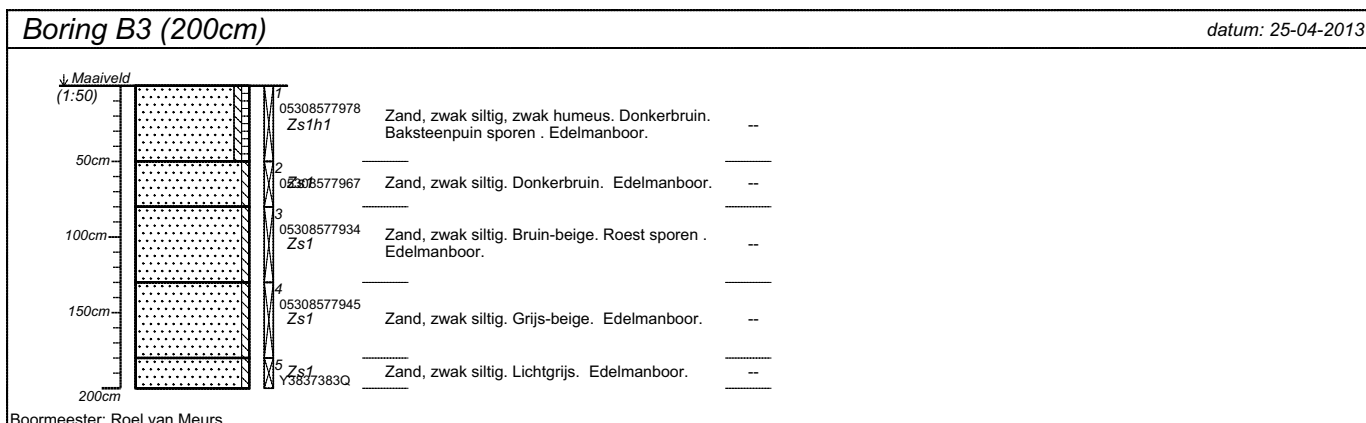 Boring B3 (200cm)
datum: 25-04-2013
Maaiveld
(1:50)
1
05308577978
Zs1h1
Zand, zwak siltig, zwak humeus. Donkerbruin.
Baksteenpuin sporen . Edelmanboor.
--
50cm
2
05308577967
Zs1
Zand, zwak siltig. Donkerbruin. Edelmanboor.
--
3
05308577934
100cm
Zs1
Zand, zwak siltig. Bruin-beige. Roest sporen .
Edelmanboor.
--
4
05308577945
150cm
Zs1
Zand, zwak siltig. Grijs-beige. Edelmanboor.
--
5
Zs1
Y3837383Q
Zand, zwak siltig. Lichtgrijs. Edelmanboor.
--
200cm
Boormeester: Roel van Meurs